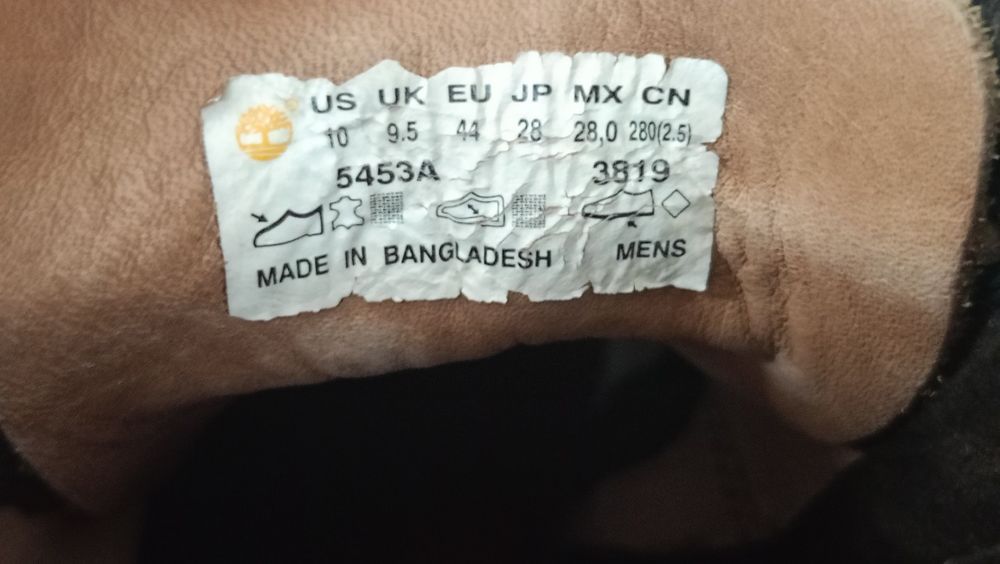 US UK EU JP MX CN
10 9.5 44 28 28,0 280(2.5)
5453A 3819
MADE IN BANGLADESH MENS